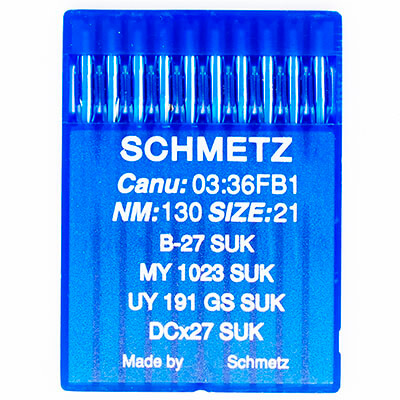 SCHMETZ
Canu: 03:36FB1
NM:130 SIZE:21
B-27 SUK
MY 1023 SUK
UY 191 GS SUK
DCx27 SUK
Made by Schmetz